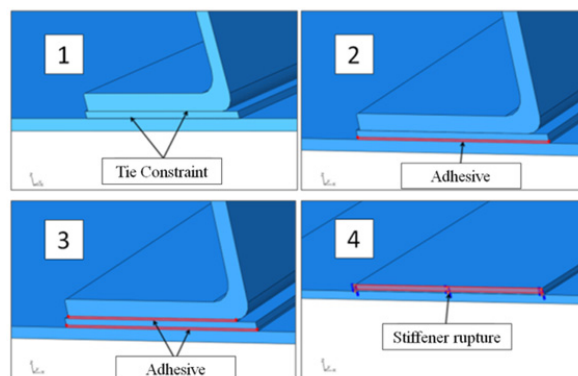 1
Tie Constraint
2
Adhesive
3
Adhesive
4
Stiffener rupture